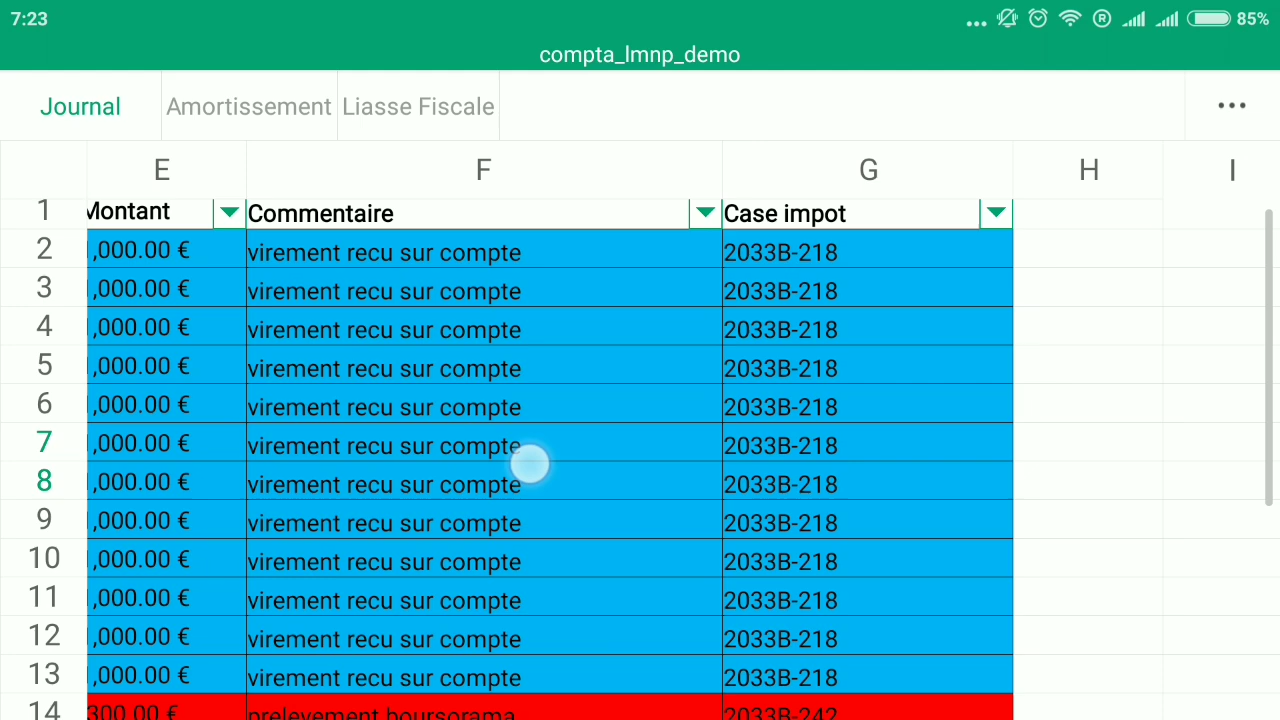 7:23 ... R 85%
compta_lmnp_demo
Journal Amortissement Liasse Fiscale ...
E F G H I
1 Montant Commentaire Case impot
2 ,000.00 € virement recu sur compte 2033B-218
3 ,000.00 € virement recu sur compte 2033B-218
4 ,000.00 € virement recu sur compte 2033B-218
5 ,000.00 € virement recu sur compte 2033B-218
6 ,000.00 € virement recu sur compte 2033B-218
7 ,000.00 € virement recu sur compte 2033B-218
8 ,000.00 € virement recu sur compte 2033B-218
9 ,000.00 € virement recu sur compte 2033B-218
10 ,000.00 € virement recu sur compte 2033B-218
11 ,000.00 € virement recu sur compte 2033B-218
12 ,000.00 € virement recu sur compte 2033B-218
13 ,000.00 € virement recu sur compte 2033B-218
14 300.00 € prelevement boursorama 2033B-242